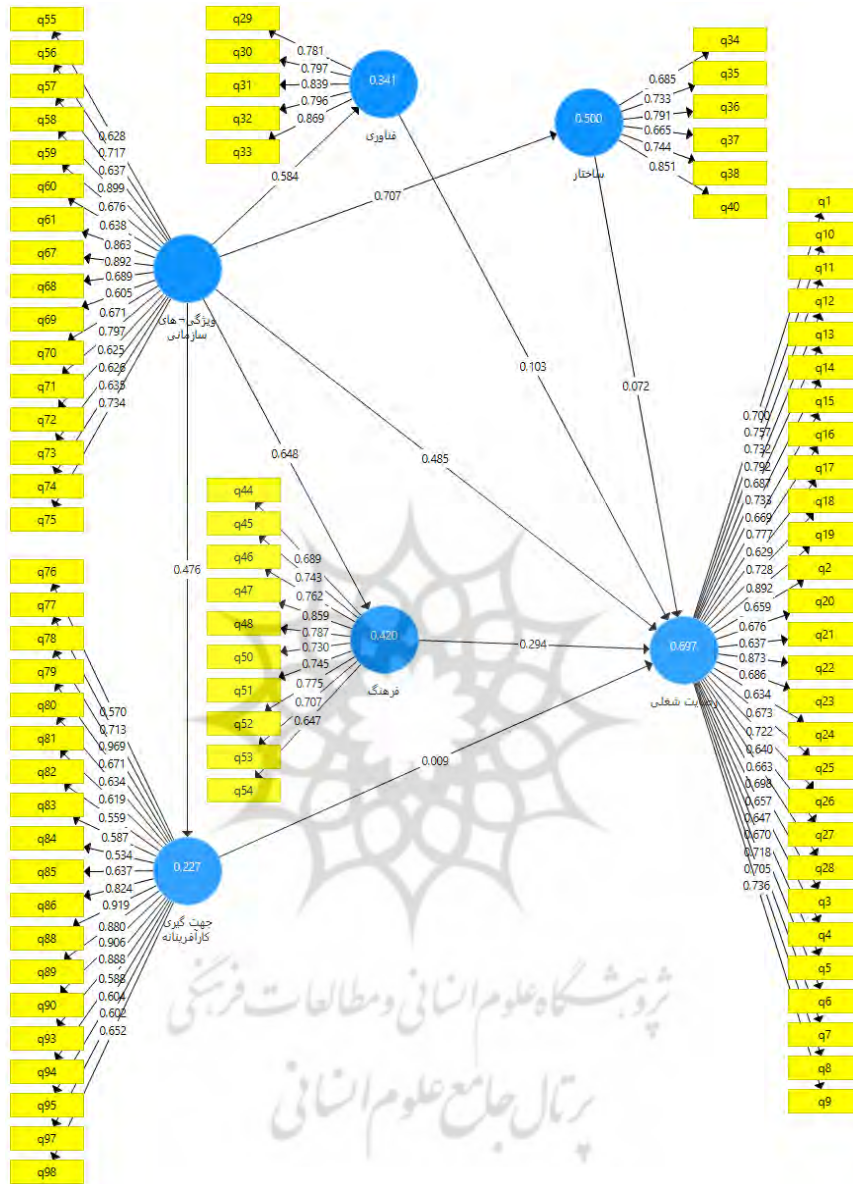 q55
q56
q57
q58
q59
q60
q61
q67
q68
q69
q70
q71
q72
q73
q74
q75
0.628
0.717
0.637
0.899
0.676
0.638
0.863
0.892
0.689
0.605
0.671
0.797
0.625
0.626
0.635
0.734
ویژگی¬های
سازمانی
q29
q30
q31
q32
q33
0.781
0.797
0.839
0.796
0.869
0.341
فناوری
0.500
ساختار
0.685
0.733
0.791
0.665
0.744
0.851
q34
q35
q36
q37
q38
q40
0.584
0.707
0.103
0.072
0.648
0.485
0.476
0.294
0.009
q44
q45
q46
q47
q48
q50
q51
q52
q53
q54
0.689
0.743
0.762
0.859
0.787
0.730
0.745
0.775
0.707
0.647
0.420
فرهنگ
q76
q77
q78
q79
q80
q81
q82
q83
q84
q85
q86
q88
q89
q90
q93
q94
q95
q97
q98
0.570
0.713
0.969
0.671
0.634
0.619
0.559
0.587
0.534
0.637
0.824
0.919
0.880
0.906
0.888
0.588
0.604
0.602
0.652
0.227
جهت گیری
کارآفرینانه
0.697
رضایت شغلی
0.700
0.757
0.732
0.792
0.687
0.733
0.669
0.777
0.629
0.728
0.892
0.659
0.676
0.637
0.873
0.686
0.634
0.673
0.722
0.640
0.663
0.698
0.657
0.647
0.670
0.718
0.705
0.736
q1
q10
q11
q12
q13
q14
q15
q16
q17
q18
q19
q2
q20
q21
q22
q23
q24
q25
q26
q27
q28
q3
q4
q5
q6
q7
q8
q9
پژوهشگاه علوم انسانی و مطالعات فرهنگی
پرتال جامع علوم انسانی